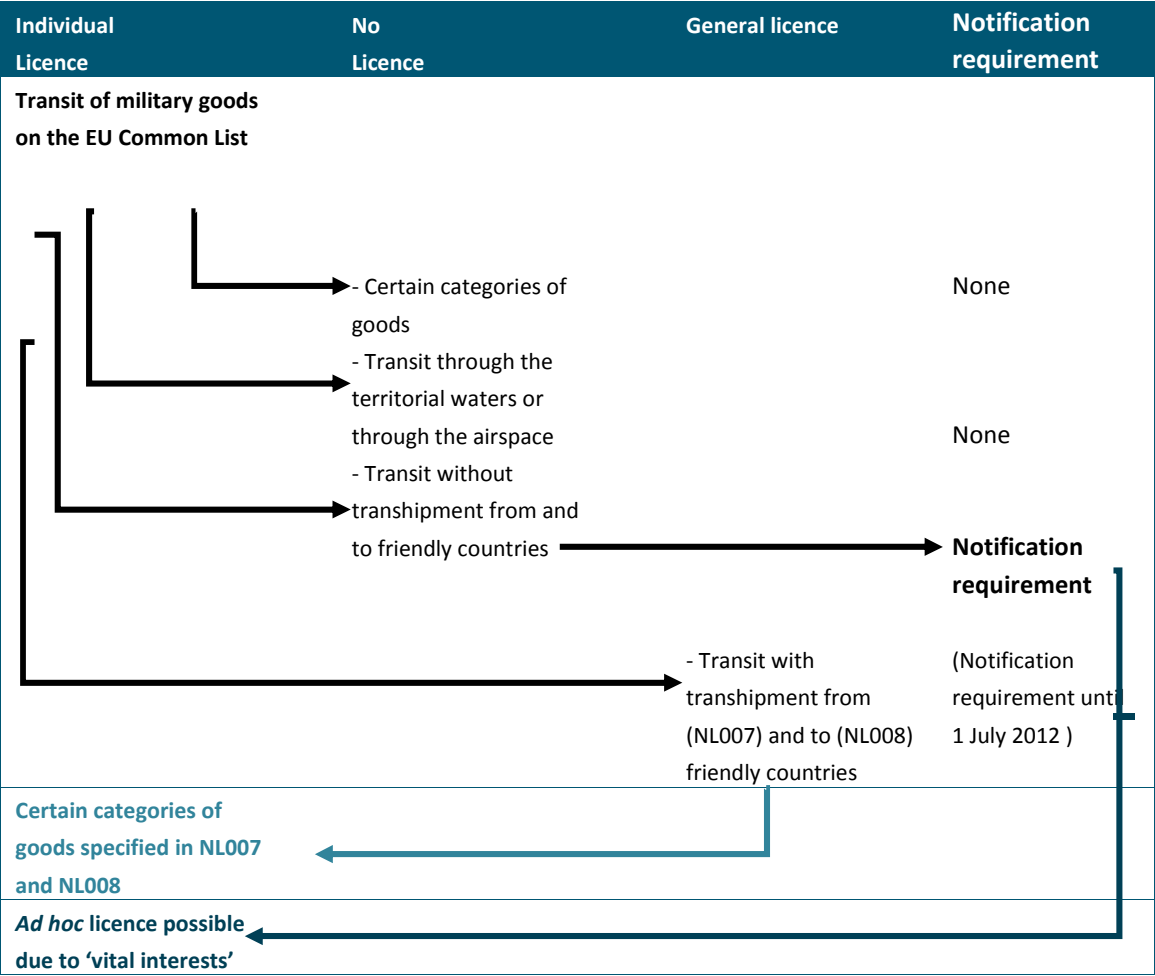 Individual
Licence
No
Licence
General licence
Notification
requirement
Transit of military goods
on the EU Common List
- Certain categories of
goods
None
- Transit through the
territorial waters or
through the airspace
None
- Transit without
transhipment from and
to friendly countries
Notification
requirement
- Transit with
transhipment from
(NL007) and to (NL008)
friendly countries
(Notification
requirement until
1 July 2012 )
Certain categories of
goods specified in NL007
and NL008
Ad hoc licence possible
due to ‘vital interests’